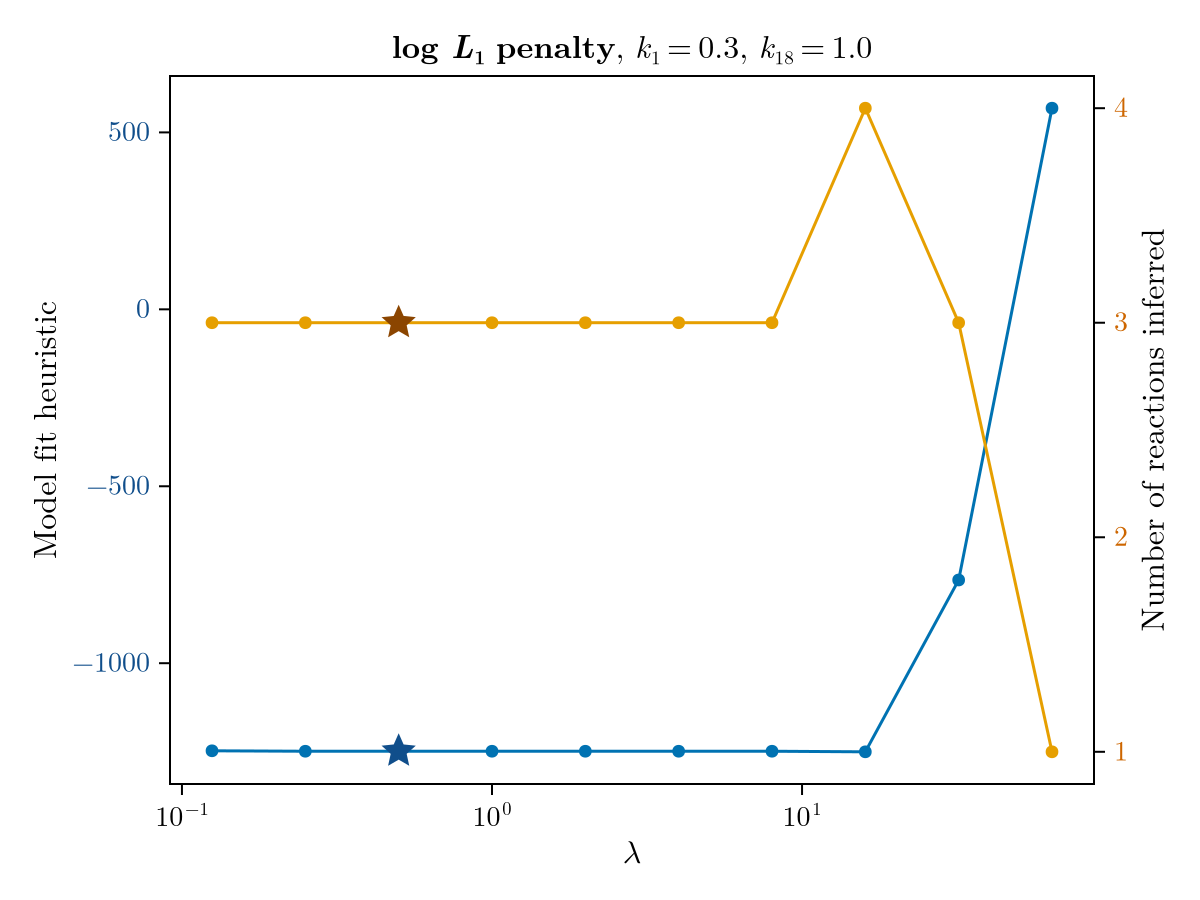 log L₁ penalty, k₁ = 0.3, k₁₈ = 1.0
500
0
−500
−1000
Model fit heuristic
4
3
2
1
Number of reactions inferred
10⁻¹
10⁰
10¹
λ